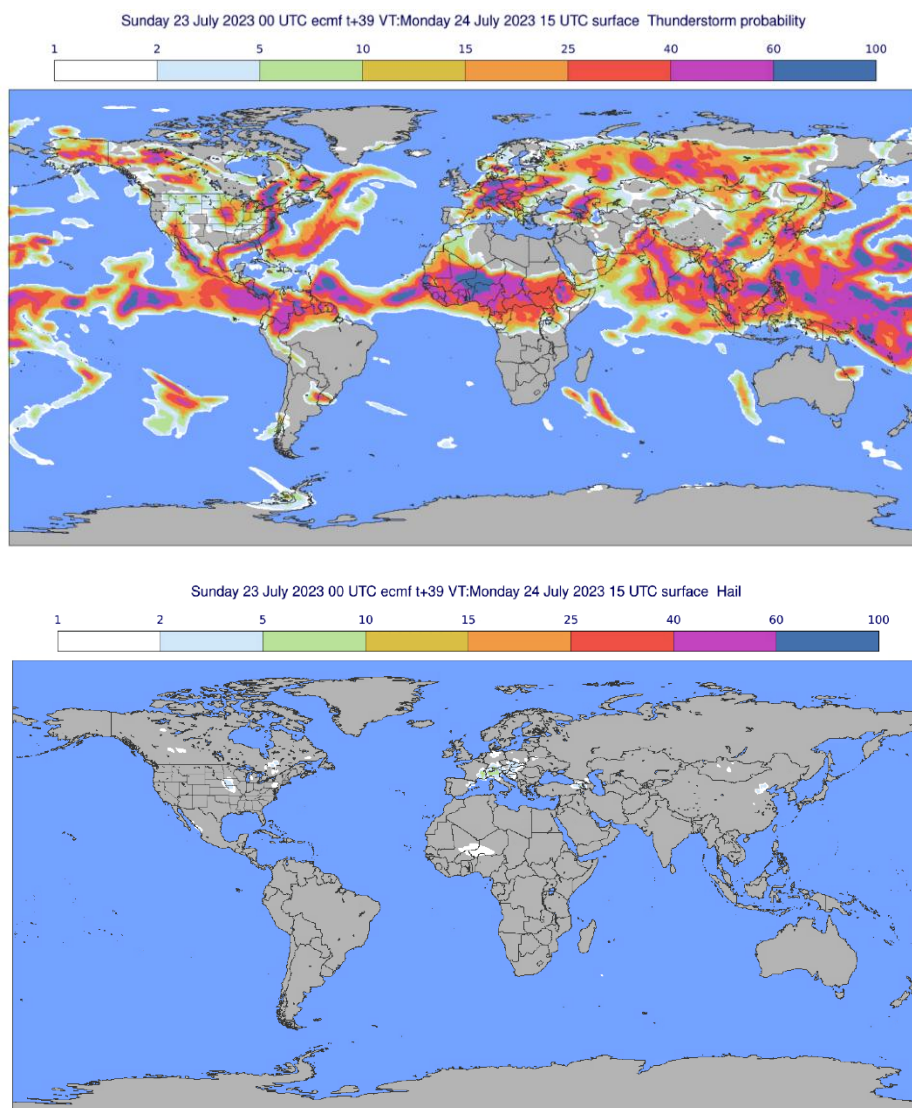 Sunday 23 July 2023 00 UTC ecmf t+39 VT:Monday 24 July 2023 15 UTC surface Thunderstorm probability
1 2 5 10 15 25 40 60 100
Sunday 23 July 2023 00 UTC ecmf t+39 VT:Monday 24 July 2023 15 UTC surface Hail
1 2 5 10 15 25 40 60 100